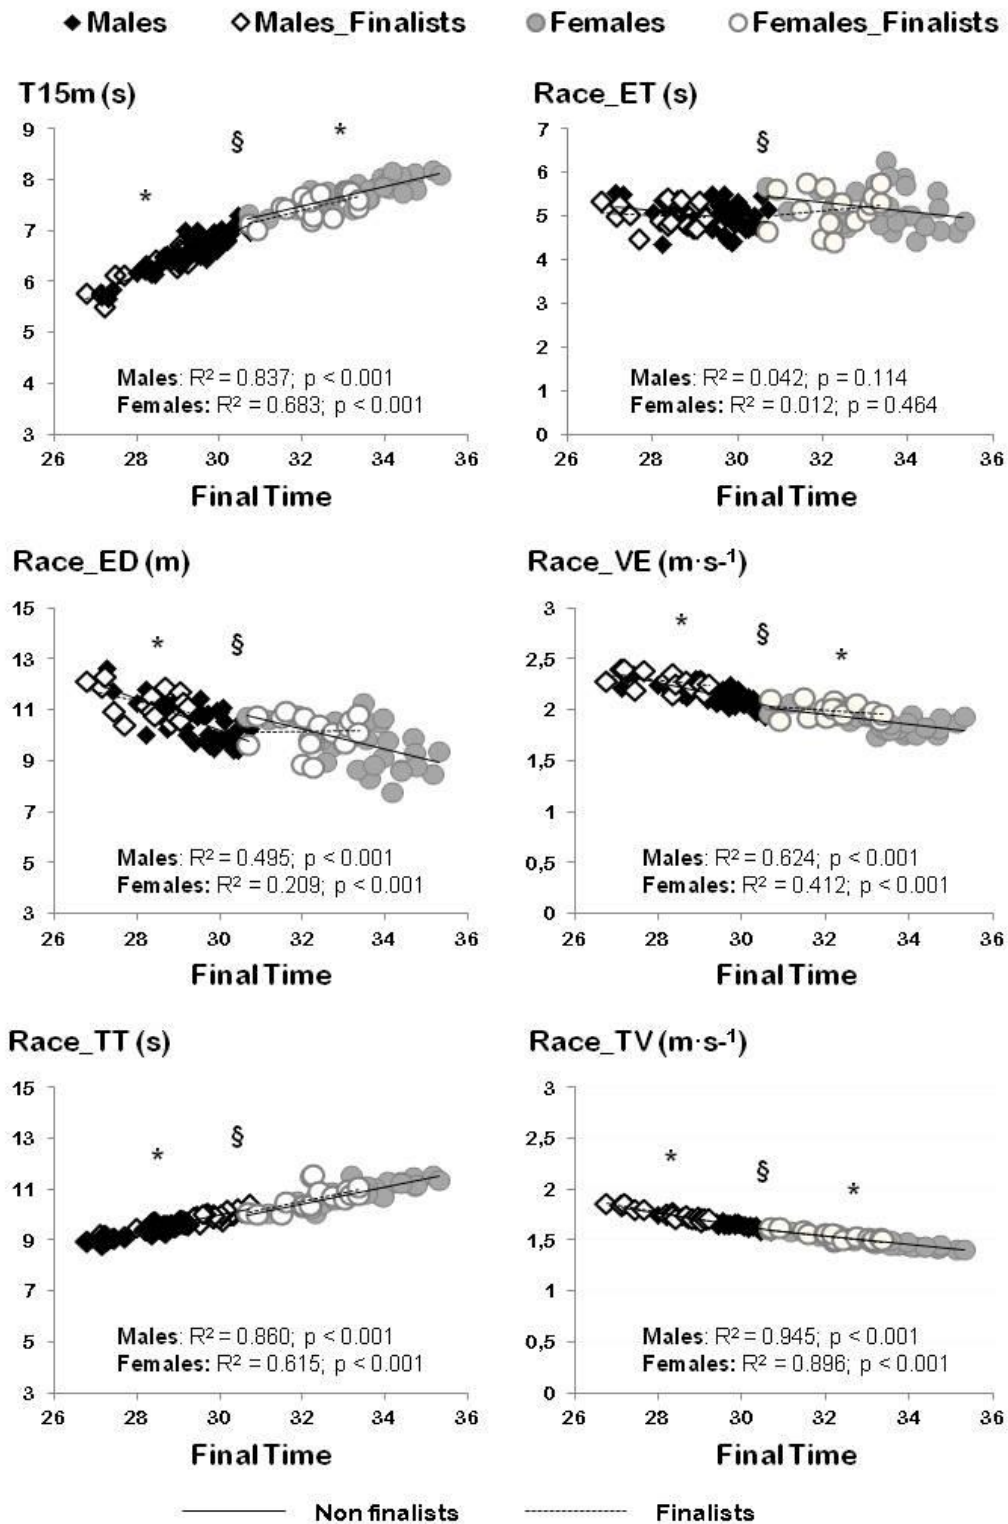 Males Males_Finalists Females Females_Finalists
T15m (s)
9
8
7
6
5
4
3
* § *
Males: R² = 0.837; p < 0.001
Females: R² = 0.683; p < 0.001
26 28 30 32 34 36
Final Time
Race_ET (s)
7
6
5
4
3
2
1
0
§
Males: R² = 0.042; p = 0.114
Females: R² = 0.012; p = 0.464
26 28 30 32 34 36
Final Time
Race_ED (m)
15
13
11
9
7
5
3
* §
Males: R² = 0.495; p < 0.001
Females: R² = 0.209; p < 0.001
26 28 30 32 34 36
Final Time
Race_VE (m·s-¹)
3
2,5
2
1,5
1
0,5
0
* § *
Males: R² = 0.624; p < 0.001
Females: R² = 0.412; p < 0.001
26 28 30 32 34 36
Final Time
Race_TT (s)
15
13
11
9
7
5
3
* §
Males: R² = 0.860; p < 0.001
Females: R² = 0.615; p < 0.001
26 28 30 32 34 36
Final Time
Race_TV (m·s-¹)
3
2,5
2
1,5
1
0,5
0
* § *
Males: R² = 0.945; p < 0.001
Females: R² = 0.896; p < 0.001
26 28 30 32 34 36
Final Time
Non finalists Finalists